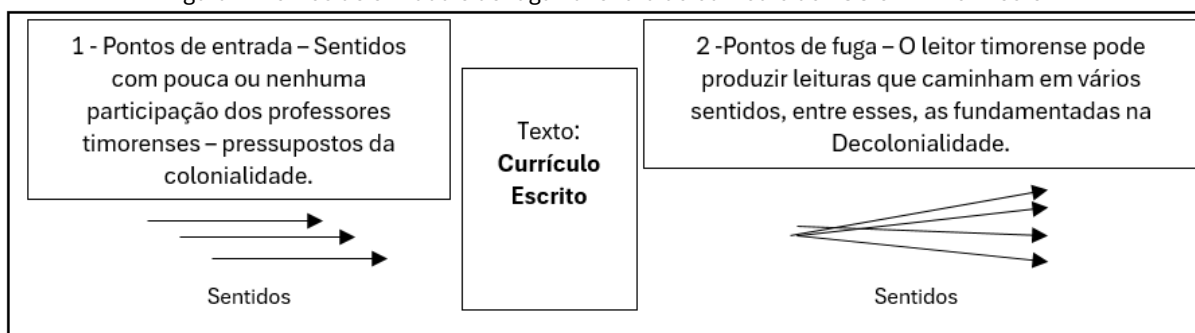 1 - Pontos de entrada – Sentidos
com pouca ou nenhuma
participação dos professores
timorenses – pressupostos da
colonialidade.
Sentidos
Texto:
Currículo
Escrito
2 -Pontos de fuga – O leitor timorense pode
produzir leituras que caminham em vários
sentidos, entre esses, as fundamentadas na
Decolonialidade.
Sentidos